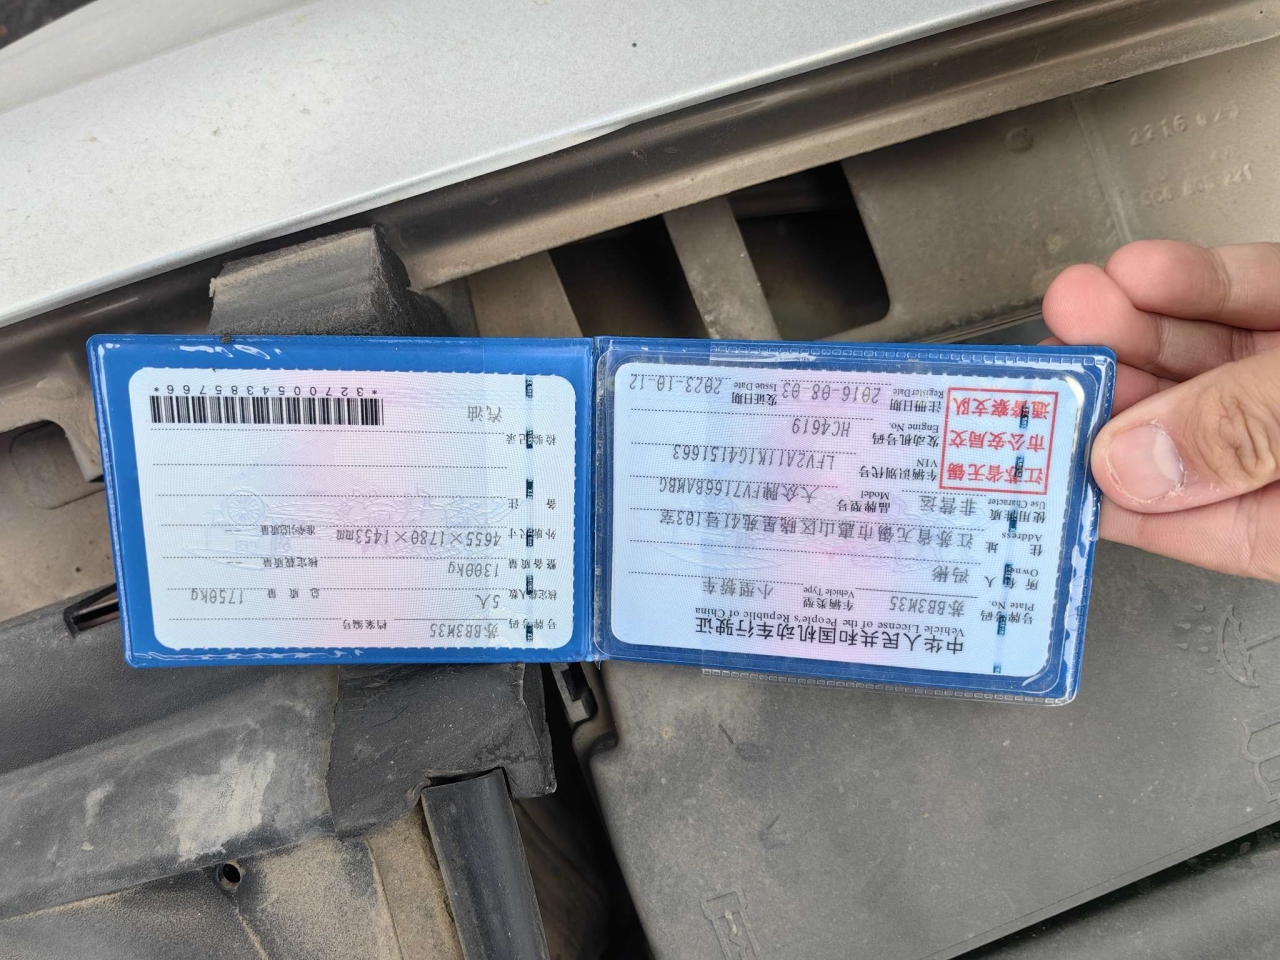 中华人民共和国机动车行驶证
Vehicle License of the People's Republic of China
号牌号码 苏BB3M35 车辆类型 小型轿车
Plate No. Vehicle Type
所有人
Owner
住址 江苏省无锡市惠山区晓星苑41号103室
Address
使用性质 非营运 品牌型号 大众牌FV7166BAMBG
Use Character Model
江苏省无锡
市公安局交
通警察支队
车辆识别代号 LFV2A11K1G4151663
VIN
发动机号码 HC4619
Engine No.
注册日期 2016-08-03 发证日期 2023-10-12
Register Date Issue Date
号牌号码 苏BB3M35 档案编号
核定载人数 5人 总质量 1750kg
整备质量 1300kg 核定载质量
外廓尺寸 4655×1780×1453mm 准牵引总质量
备注
检验记录
汽油
*3270054385766*